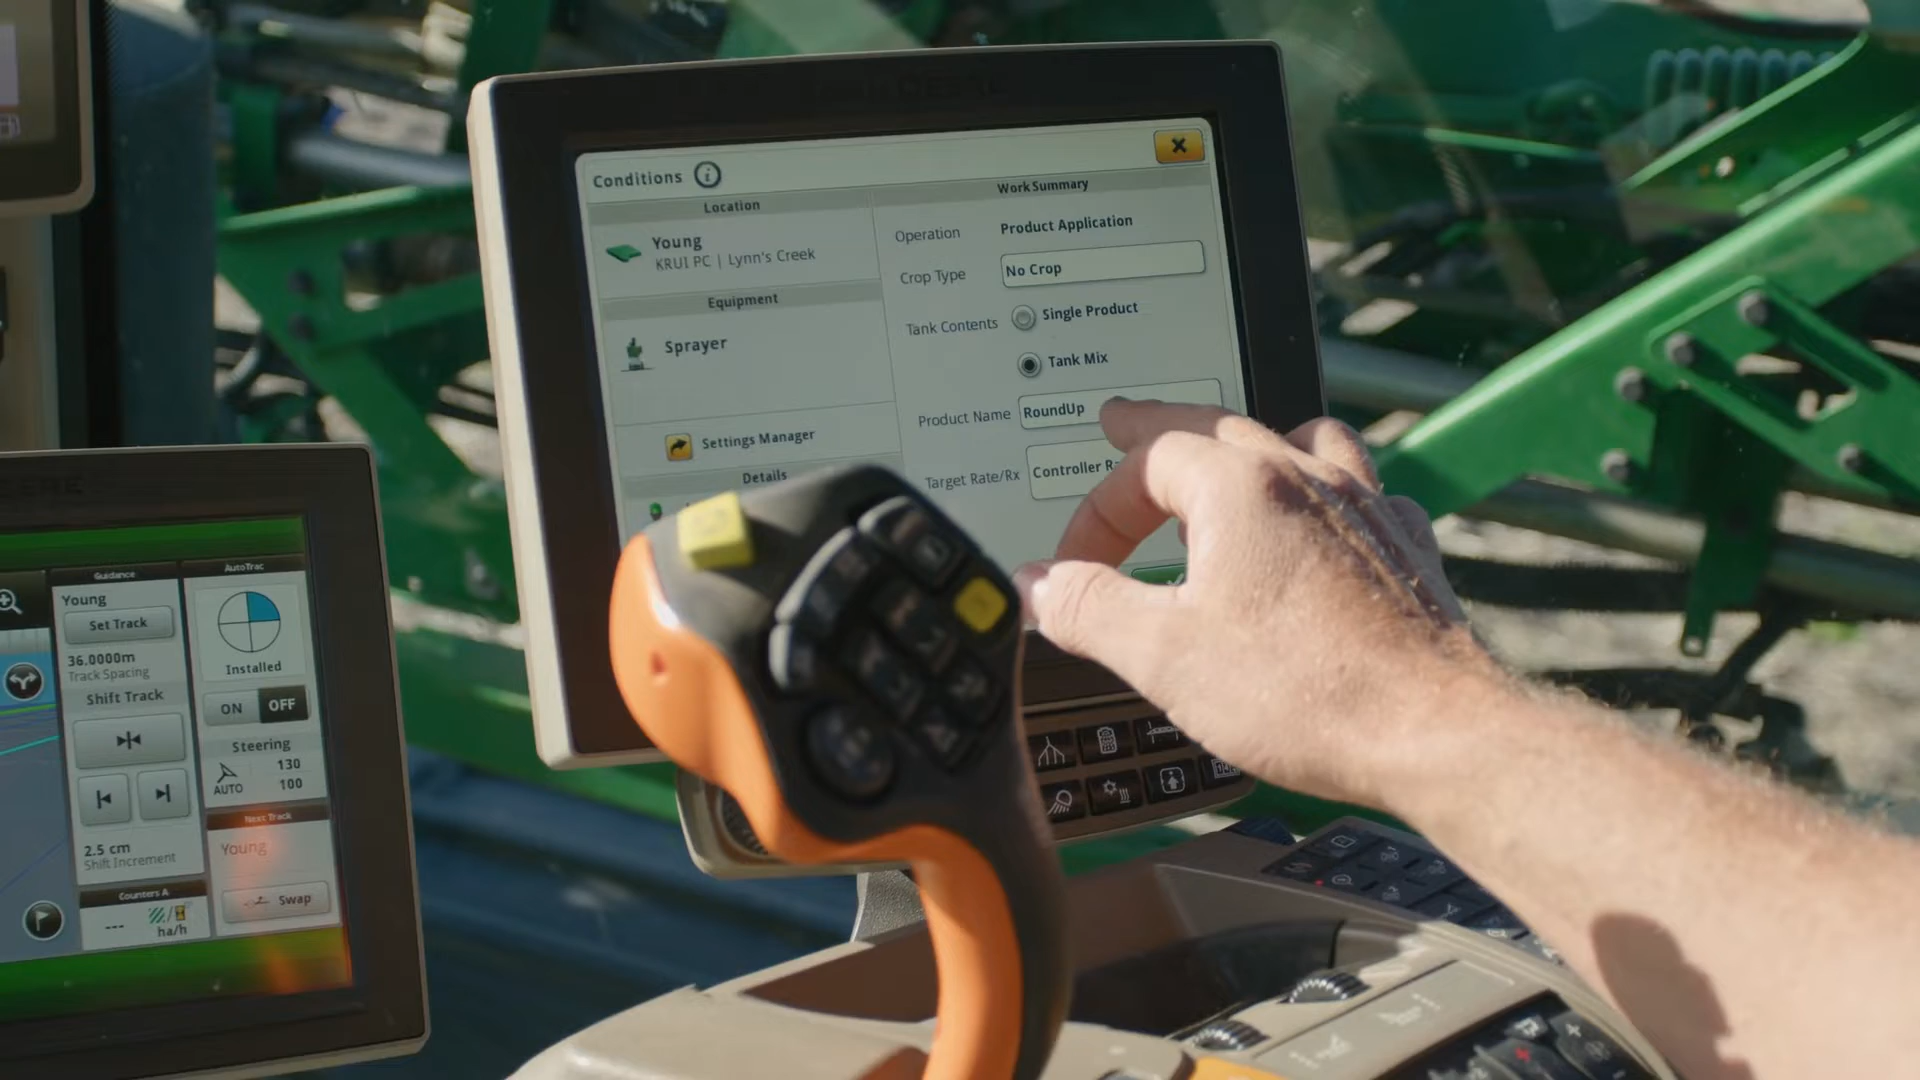 Conditions
Location
Young
KRUI PC | Lynn's Creek
Equipment
Sprayer
Settings Manager
Details
Work Summary
Operation Product Application
Crop Type No Crop
Tank Contents Single Product
Tank Mix
Product Name RoundUp
Target Rate/Rx Controller
Guidance
Young
Set Track
36.0000m
Track Spacing
Shift Track
2.5 cm
Shift Increment
Counters A
---
ha/h
AutoTrac
Installed
ON OFF
Steering
130
AUTO 100
Next Track
Young
Swap